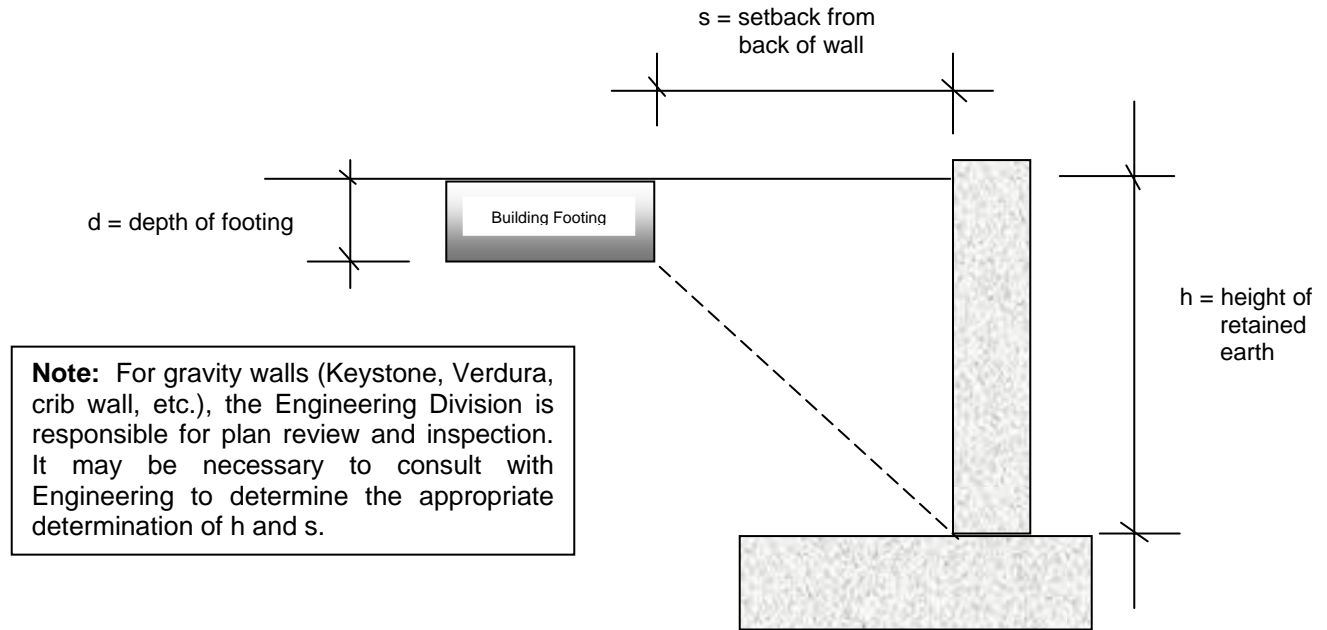 s = setback from
back of wall
d = depth of footing
Building Footing
h = height of
retained
earth
Note: For gravity walls (Keystone, Verdura,
crib wall, etc.), the Engineering Division is
responsible for plan review and inspection.
It may be necessary to consult with
Engineering to determine the appropriate
determination of h and s.